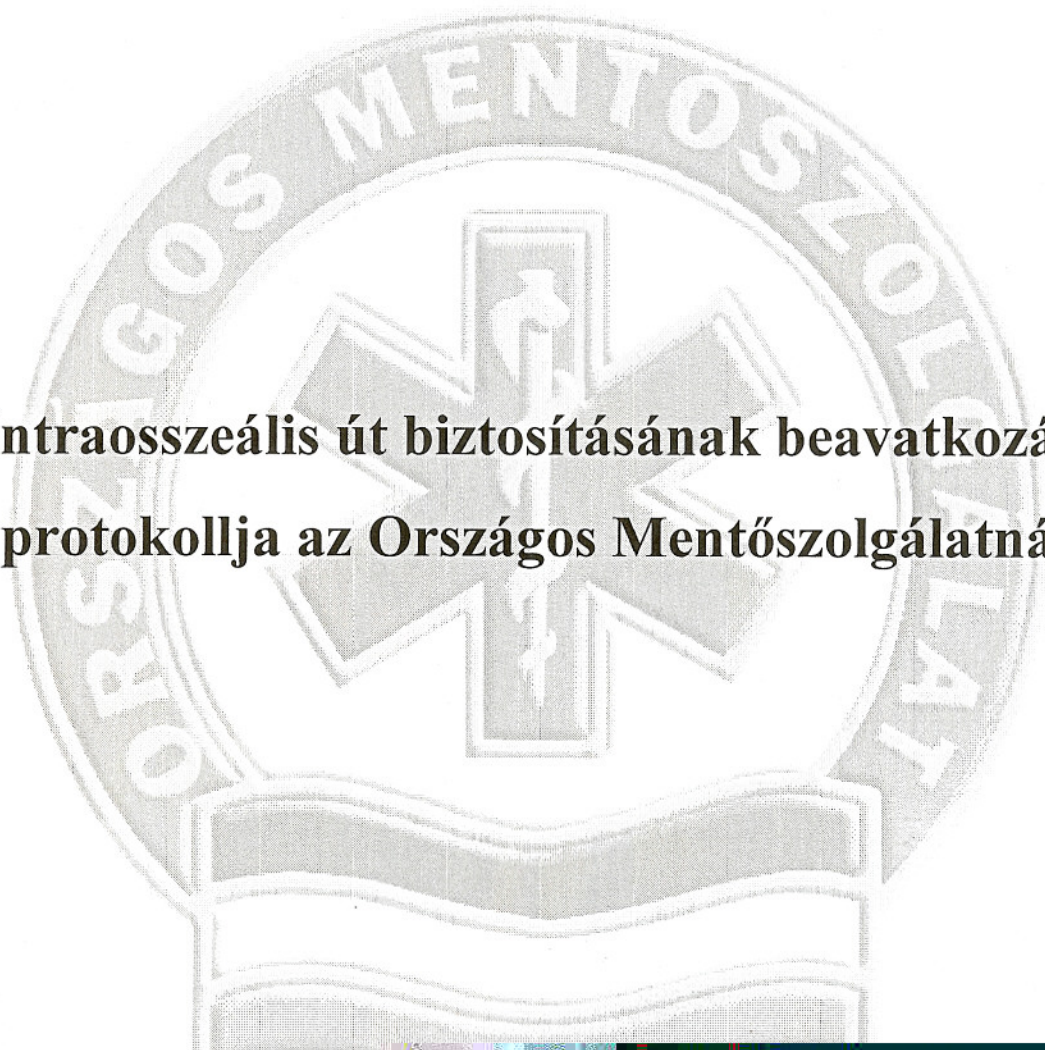 ORSZÁGOS MENTŐSZOLGÁLAT
ntraosszeális út biztosításának beavatkozá
protokollja az Országos Mentőszolgálatná